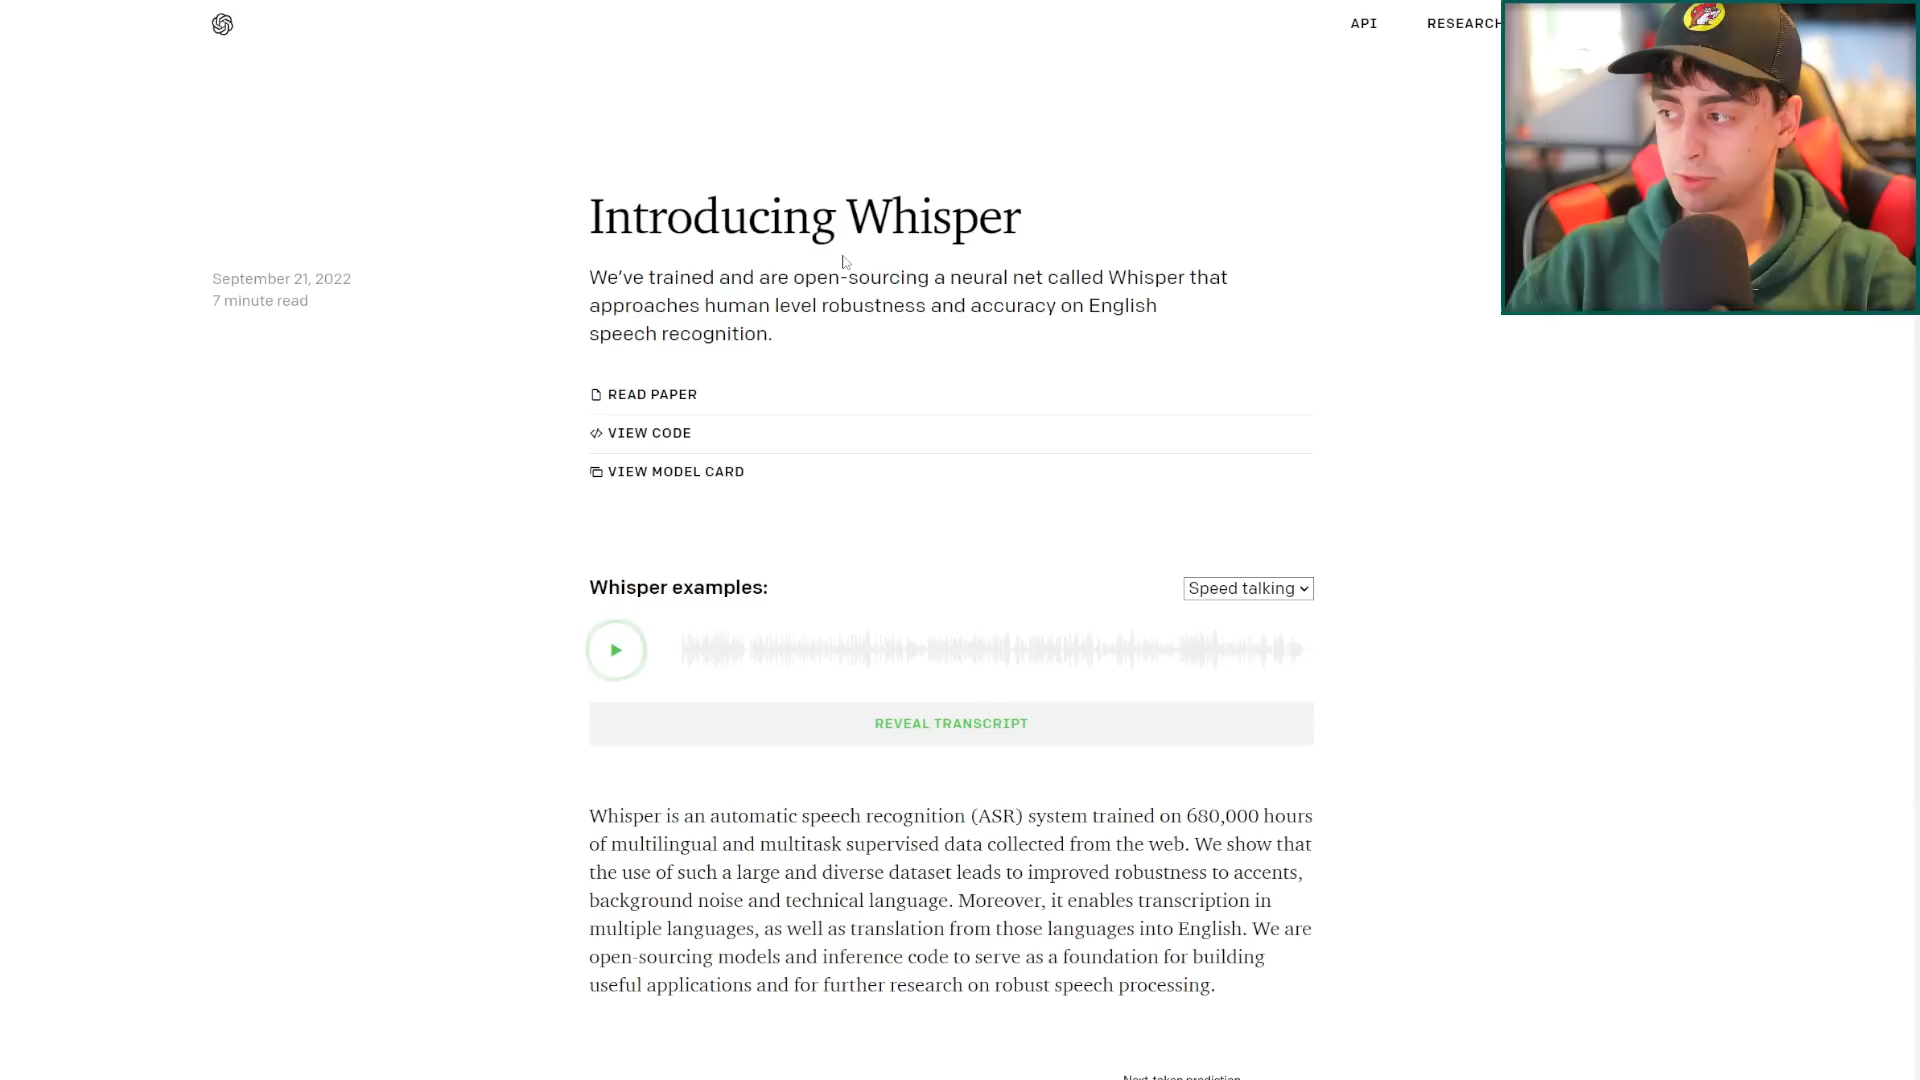 API
RESEARCH
Introducing Whisper
September 21, 2022
7 minute read
We’ve trained and are open-sourcing a neural net called Whisper that
approaches human level robustness and accuracy on English
speech recognition.
READ PAPER
VIEW CODE
VIEW MODEL CARD
Whisper examples:
Speed talking
REVEAL TRANSCRIPT
Whisper is an automatic speech recognition (ASR) system trained on 680,000 hours
of multilingual and multitask supervised data collected from the web. We show that
the use of such a large and diverse dataset leads to improved robustness to accents,
background noise and technical language. Moreover, it enables transcription in
multiple languages, as well as translation from those languages into English. We are
open-sourcing models and inference code to serve as a foundation for building
useful applications and for further research on robust speech processing.
Next-token prediction